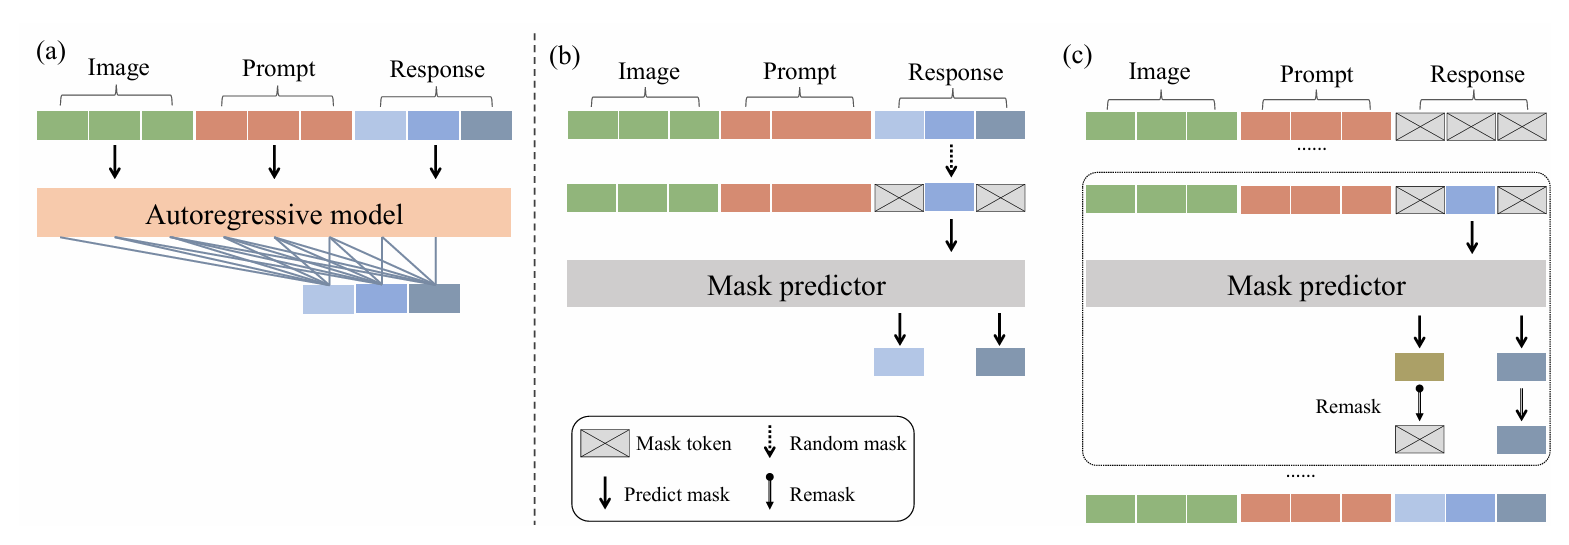 (a)
Image
Prompt
Response
Autoregressive model
(b)
Image
Prompt
Response
Mask predictor
Mask token
Random mask
Predict mask
Remask
(c)
Image
Prompt
Response
......
Mask predictor
Remask
......